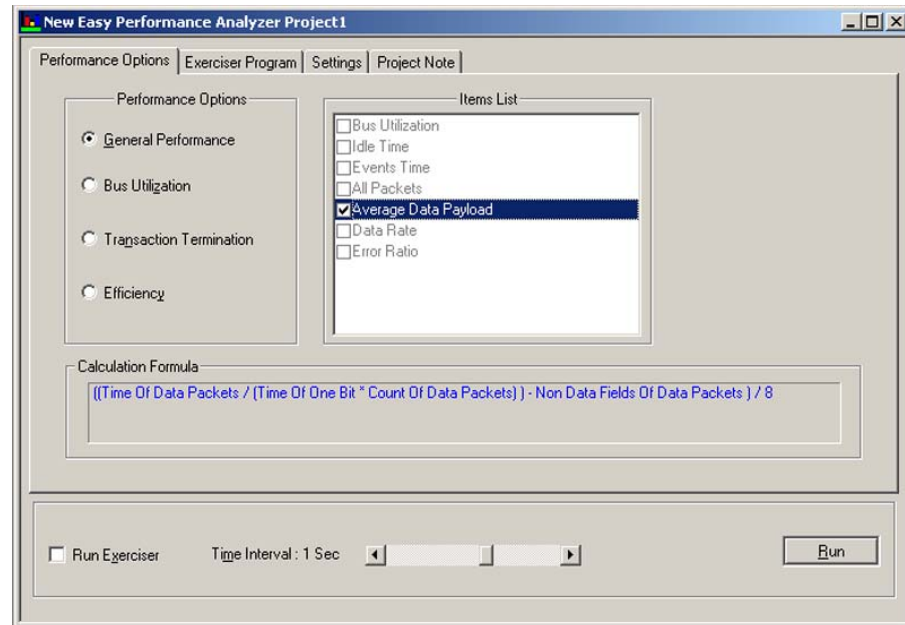 New Easy Performance Analyzer Project1
Performance Options
Exerciser Program
Settings
Project Note
Performance Options
General Performance
Bus Utilization
Transaction Termination
Efficiency
Items List
Bus Utilization
Idle Time
Events Time
All Packets
Average Data Payload
Data Rate
Error Ratio
Calculation Formula
((Time Of Data Packets / (Time Of One Bit * Count Of Data Packets) ) - Non Data Fields Of Data Packets ) / 8
Run Exerciser
Time Interval : 1 Sec
Run